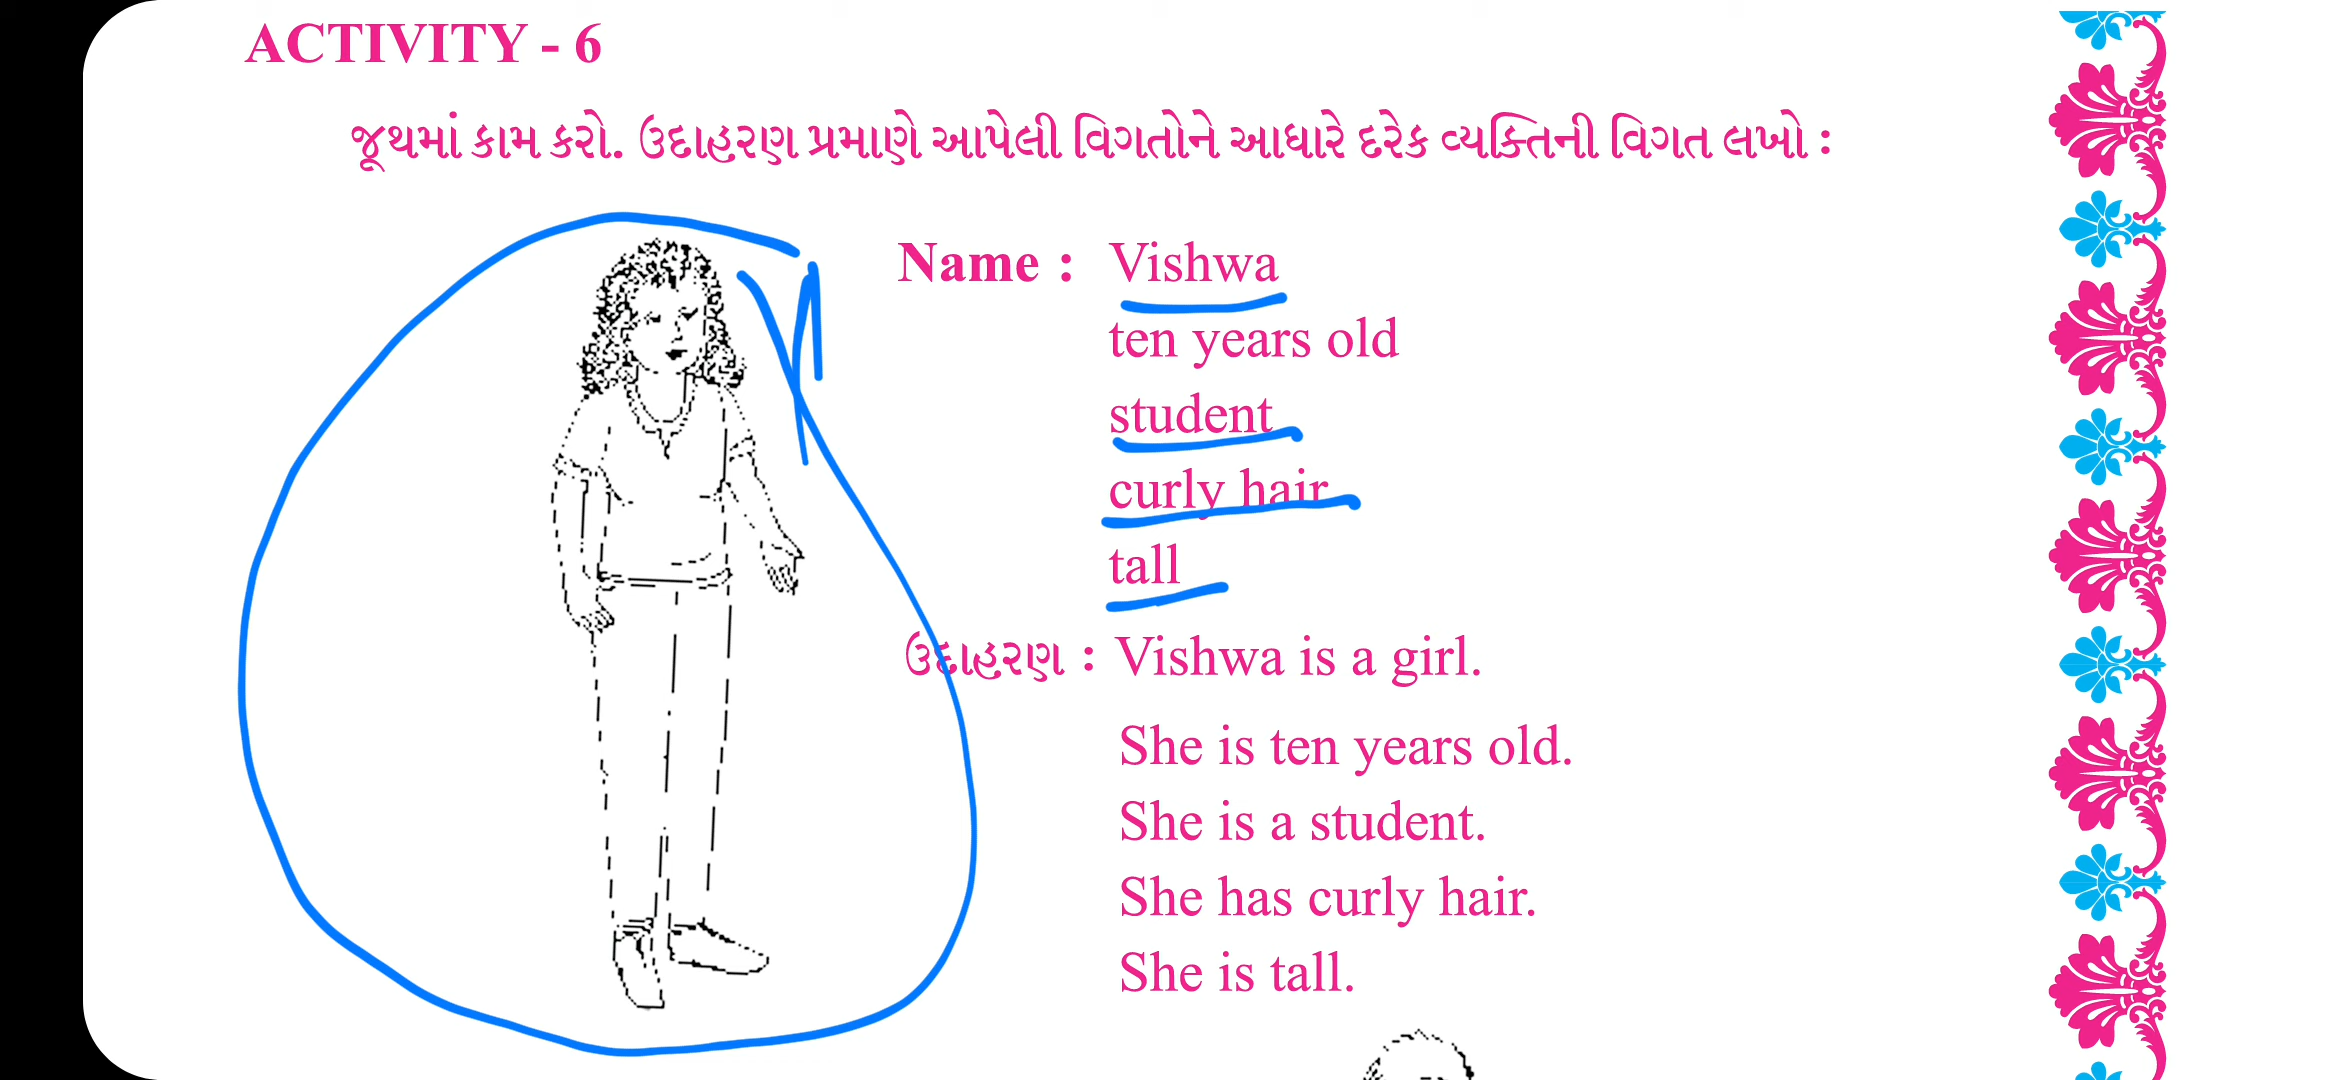 ACTIVITY - 6
જૂથમાં કામ કરો. ઉદાહરણ પ્રમાણે આપેલી વિગતોને આધારે દરેક વ્યક્તિની વિગત લખો :
Name : Vishwa
ten years old
student
curly hair
tall
ઉદાહરણ : Vishwa is a girl.
She is ten years old.
She is a student.
She has curly hair.
She is tall.